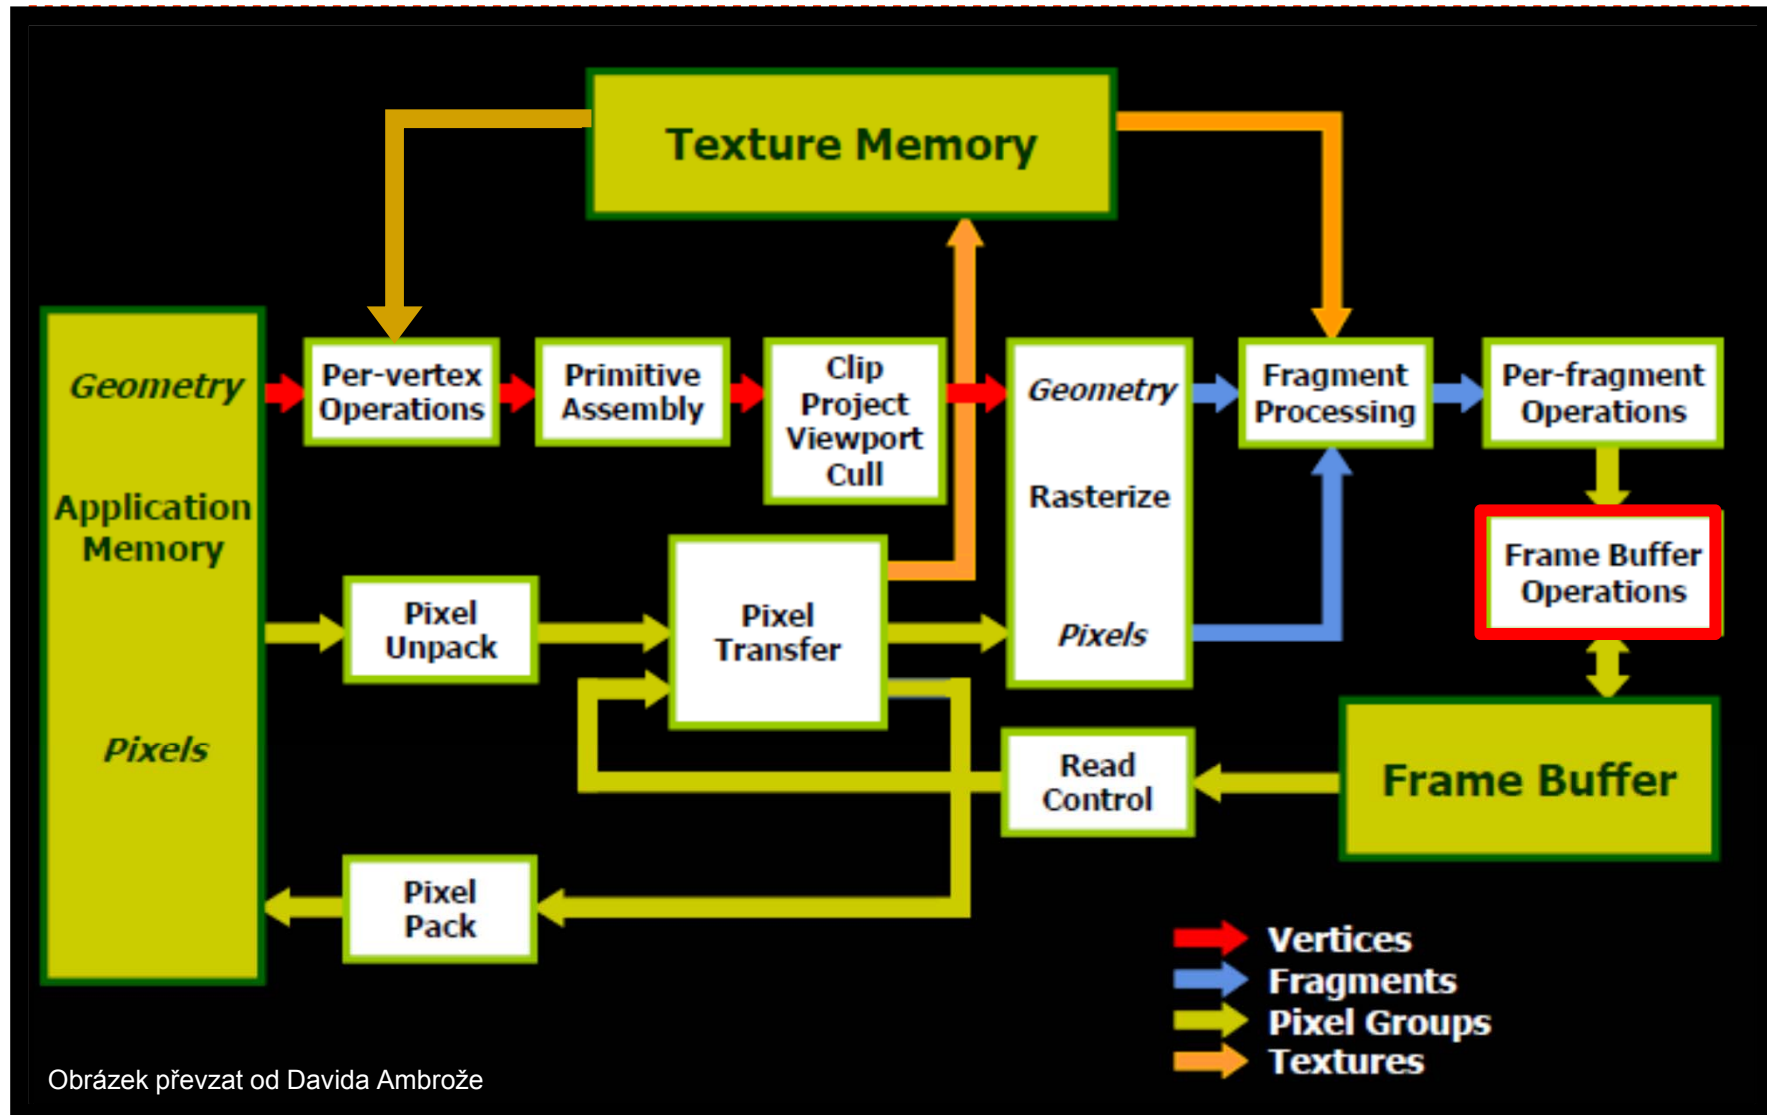 Texture Memory
Geometry
Application
Memory
Pixels
Per-vertex
Operations
Primitive
Assembly
Clip
Project
Viewport
Cull
Geometry
Rasterize
Pixels
Fragment
Processing
Per-fragment
Operations
Frame Buffer
Operations
Pixel
Unpack
Pixel
Transfer
Read
Control
Frame Buffer
Pixel
Pack
Vertices
Fragments
Pixel Groups
Textures
Obrázek převzat od Davida Ambrože